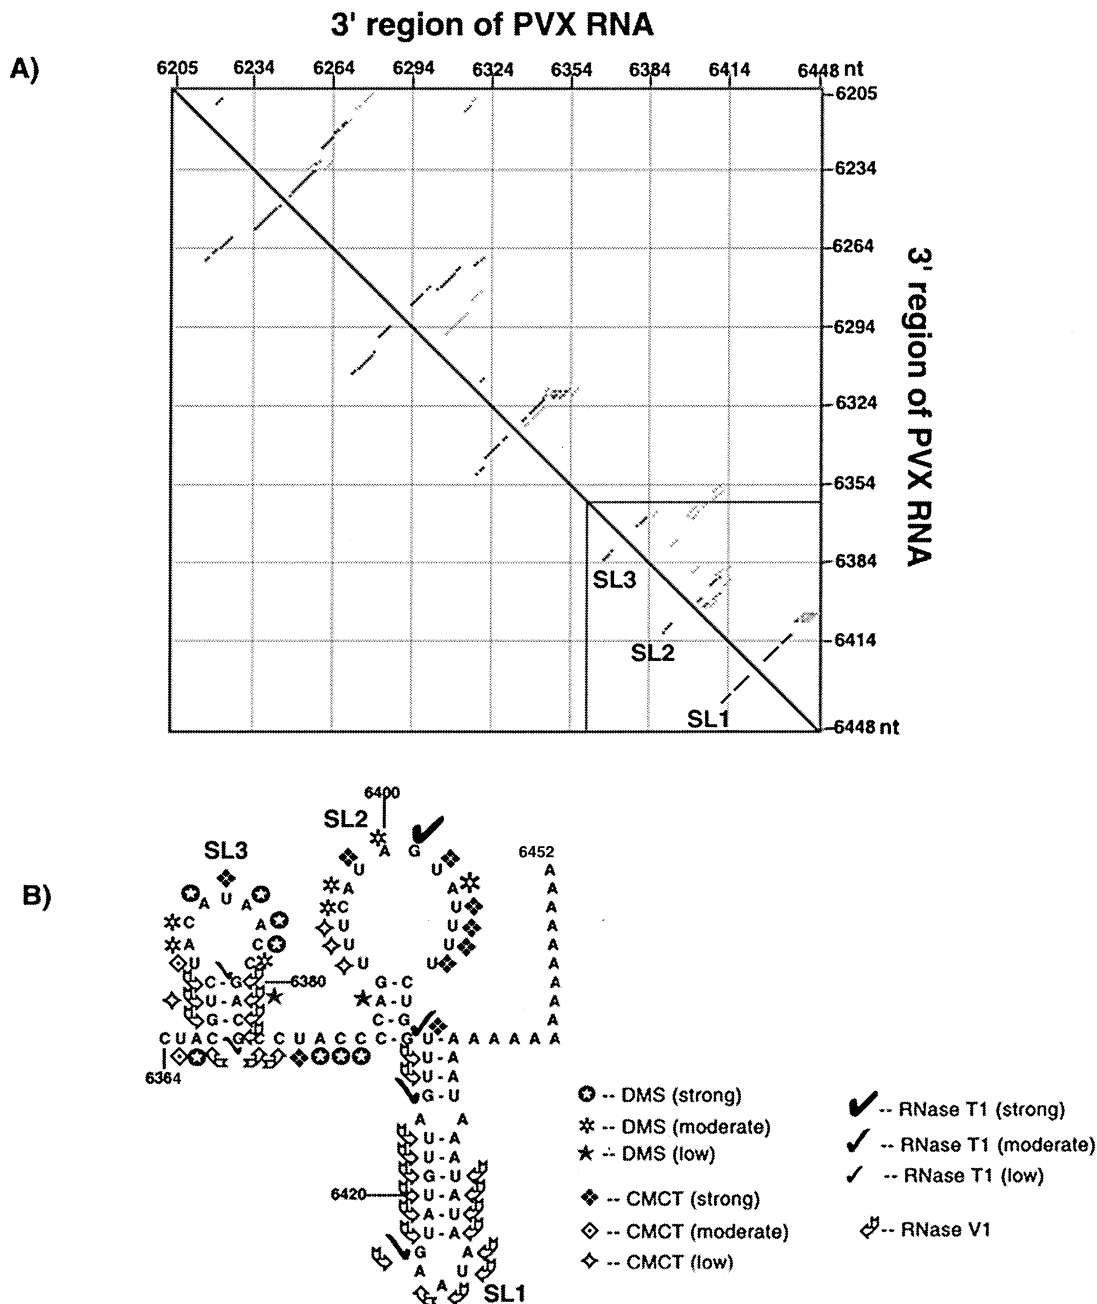 3' region of PVX RNA
A)
6205 6234 6264 6294 6324 6354 6384 6414 6448 nt
6205
6234
6264
6294
6324
6354
6384
6414
6448 nt
3' region of PVX RNA
SL3
SL2
SL1
B)
6400
SL2
SL3
6452
A G
U U
A A
C U
U U
U U
U U
G - C
A - U
C - G
A U A
C A
A C
U C
C - G
U - A
G - C
6380
C U A C - G C C U A C C C - G U - A A A A A A A
A
A
A
A
A
A
A
A
A
6364
U - A
U - A
G - U
A A
U - A
U - A
G - U
U - A
A - U
U - A
G A
A U
A
6420
SL1
-- DMS (strong)
-- DMS (moderate)
-- DMS (low)
-- CMCT (strong)
-- CMCT (moderate)
-- CMCT (low)
-- RNase T1 (strong)
-- RNase T1 (moderate)
-- RNase T1 (low)
-- RNase V1